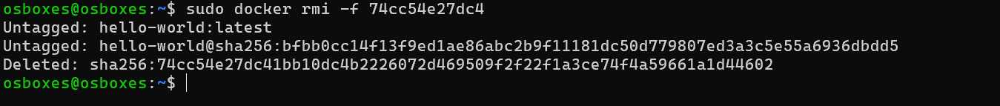 osboxes@osboxes:~$ sudo docker rmi -f 74cc54e27dc4
Untagged: hello-world:latest
Untagged: hello-world@sha256:bfbb0cc14f13f9ed1ae86abc2b9f11181dc50d779807ed3a3c5e55a6936dbdd5
Deleted: sha256:74cc54e27dc41bb10dc4b2226072d469509f2f22f1a3ce74f4a59661a1d44602
osboxes@osboxes:~$